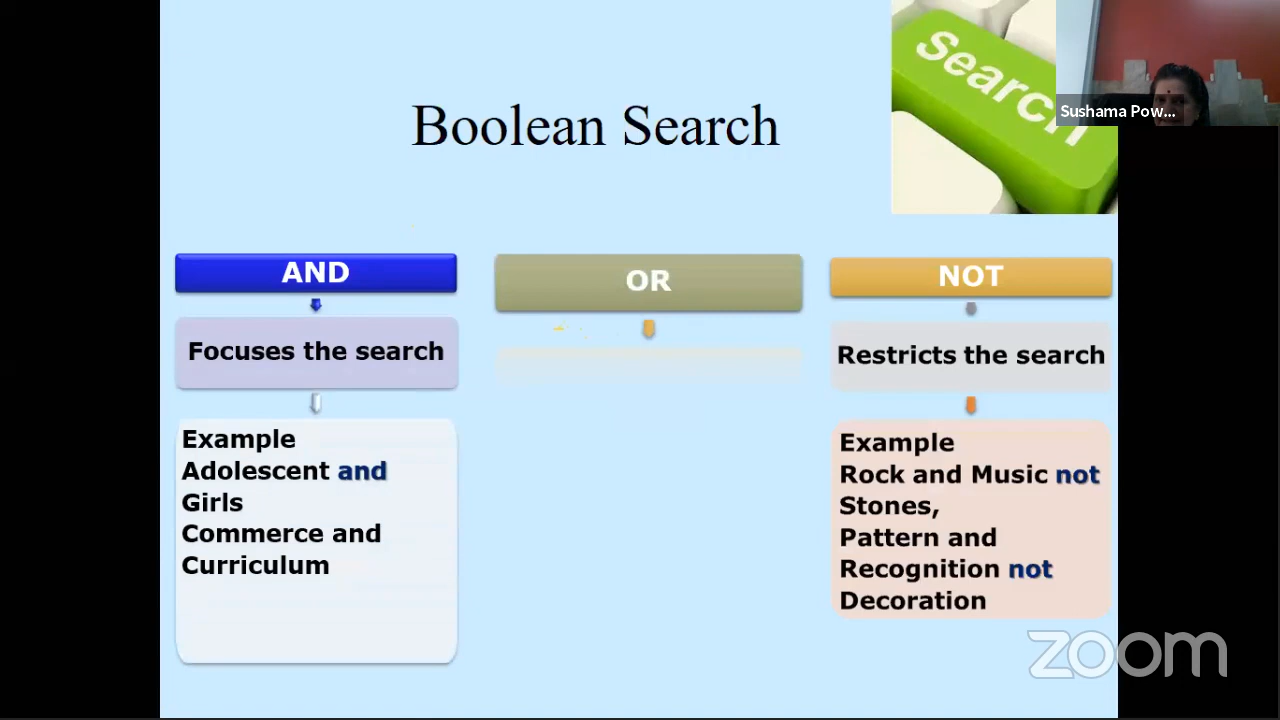 Search
Sushama Pow...
Boolean Search
AND
Focuses the search
Example
Adolescent and
Girls
Commerce and
Curriculum
OR
NOT
Restricts the search
Example
Rock and Music not
Stones,
Pattern and
Recognition not
Decoration
zoom